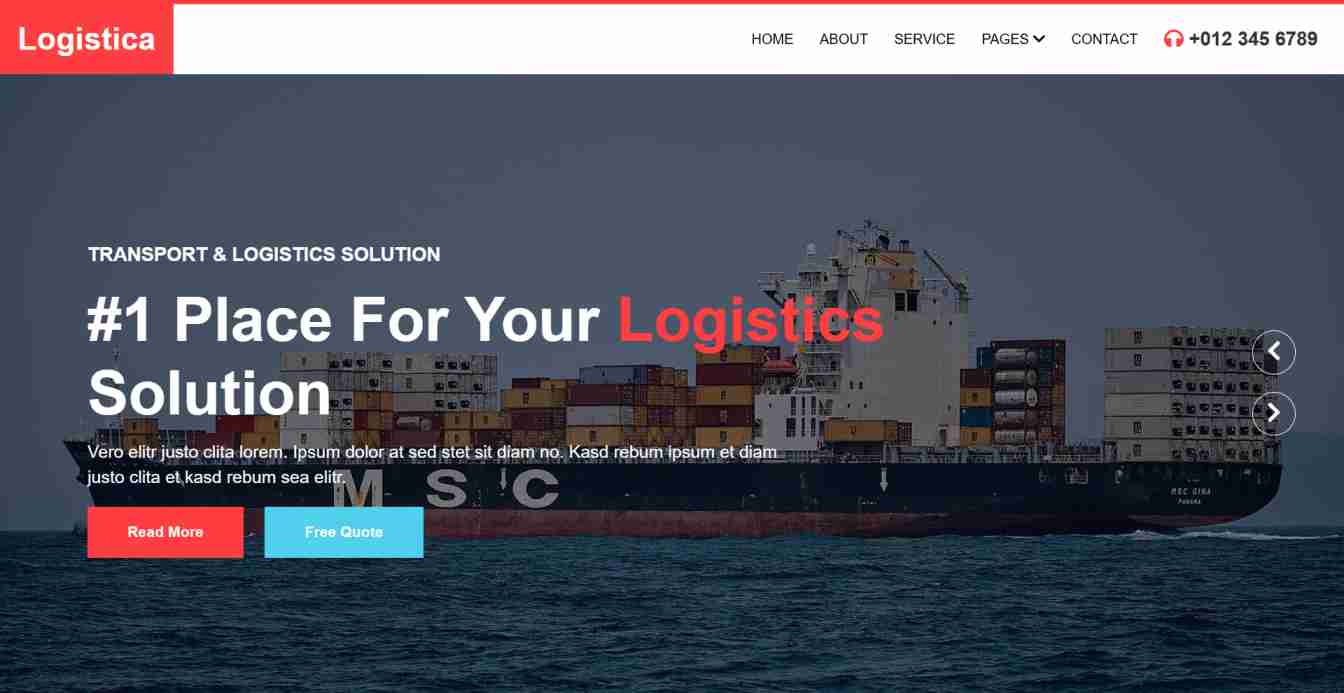 Logistica
HOME ABOUT SERVICE PAGES CONTACT +012 345 6789
TRANSPORT & LOGISTICS SOLUTION
#1 Place For Your Logistics
Solution
Vero elitr justo clita lorem. Ipsum dolor at sed stet sit diam no. Kasd rebum ipsum et diam
justo clita et kasd rebum sea elitr.
M S C
MSC GINA
PANAMA
Read More Free Quote